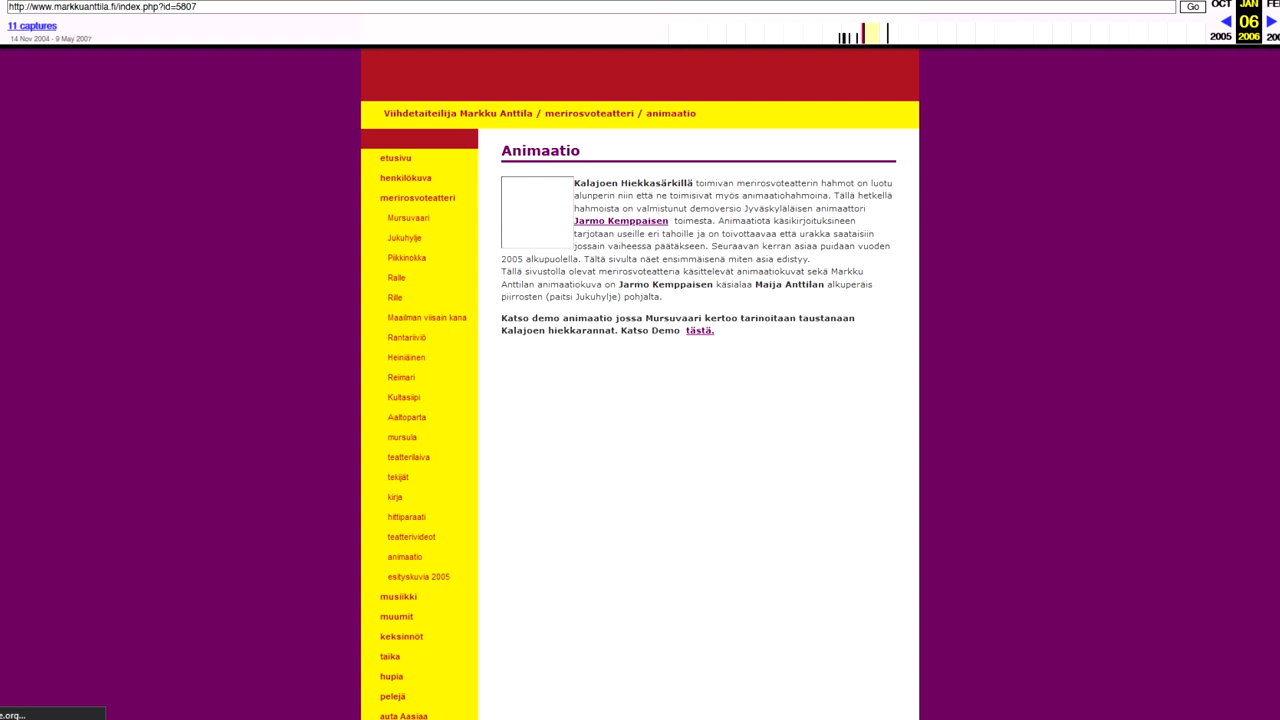 http://www.markkuanttila.fi/index.php?id=5807
Go
OCT JAN FE
11 captures
06
14 Nov 2004 - 9 May 2007
2005 2006 200
Viihdetaiteilija Markku Anttila / merirosvoteatteri / animaatio
etusivu
henkilökuva
merirosvoteatteri
Mursuvaari
Jukuhylje
Piikkinokka
Ralle
Rille
Maailman viisain kana
Rantariiviö
Heiniäinen
Reimari
Kultasiipi
Aaltoparta
mursula
teatterilaiva
tekijät
kirja
hittiparaati
teatterivideot
animaatio
esityskuvia 2005
musiikki
muumit
keksinnöt
taika
hupia
pelejä
auta Aasiaa
Animaatio
Kalajoen Hiekkasärkillä toimivan merirosvoteatterin hahmot on luotu
alunperin niin että ne toimisivat myös animaatiohahmoina. Tällä hetkellä
hahmoista on valmistunut demoversio Jyväskyläläisen animaattori
Jarmo Kemppaisen toimesta. Animaatiota käsikirjoituksineen
tarjotaan useille eri tahoille ja on toivottavaa että urakka saataisiin
jossain vaiheessa päätäkseen. Seuraavan kerran asiaa puidaan vuoden
2005 alkupuolella. Tältä sivulta näet ensimmäisenä miten asia edistyy.
Tällä sivustolla olevat merirosvoteatteria käsittelevät animaatiokuvat sekä Markku
Anttilan animaatiokuva on Jarmo Kemppaisen käsialaa Maija Anttilan alkuperäis
piirrosten (paitsi Jukuhylje) pohjalta.
Katso demo animaatio jossa Mursuvaari kertoo tarinoitaan taustanaan
Kalajoen hiekkarannat. Katso Demo tästä.
e.org...